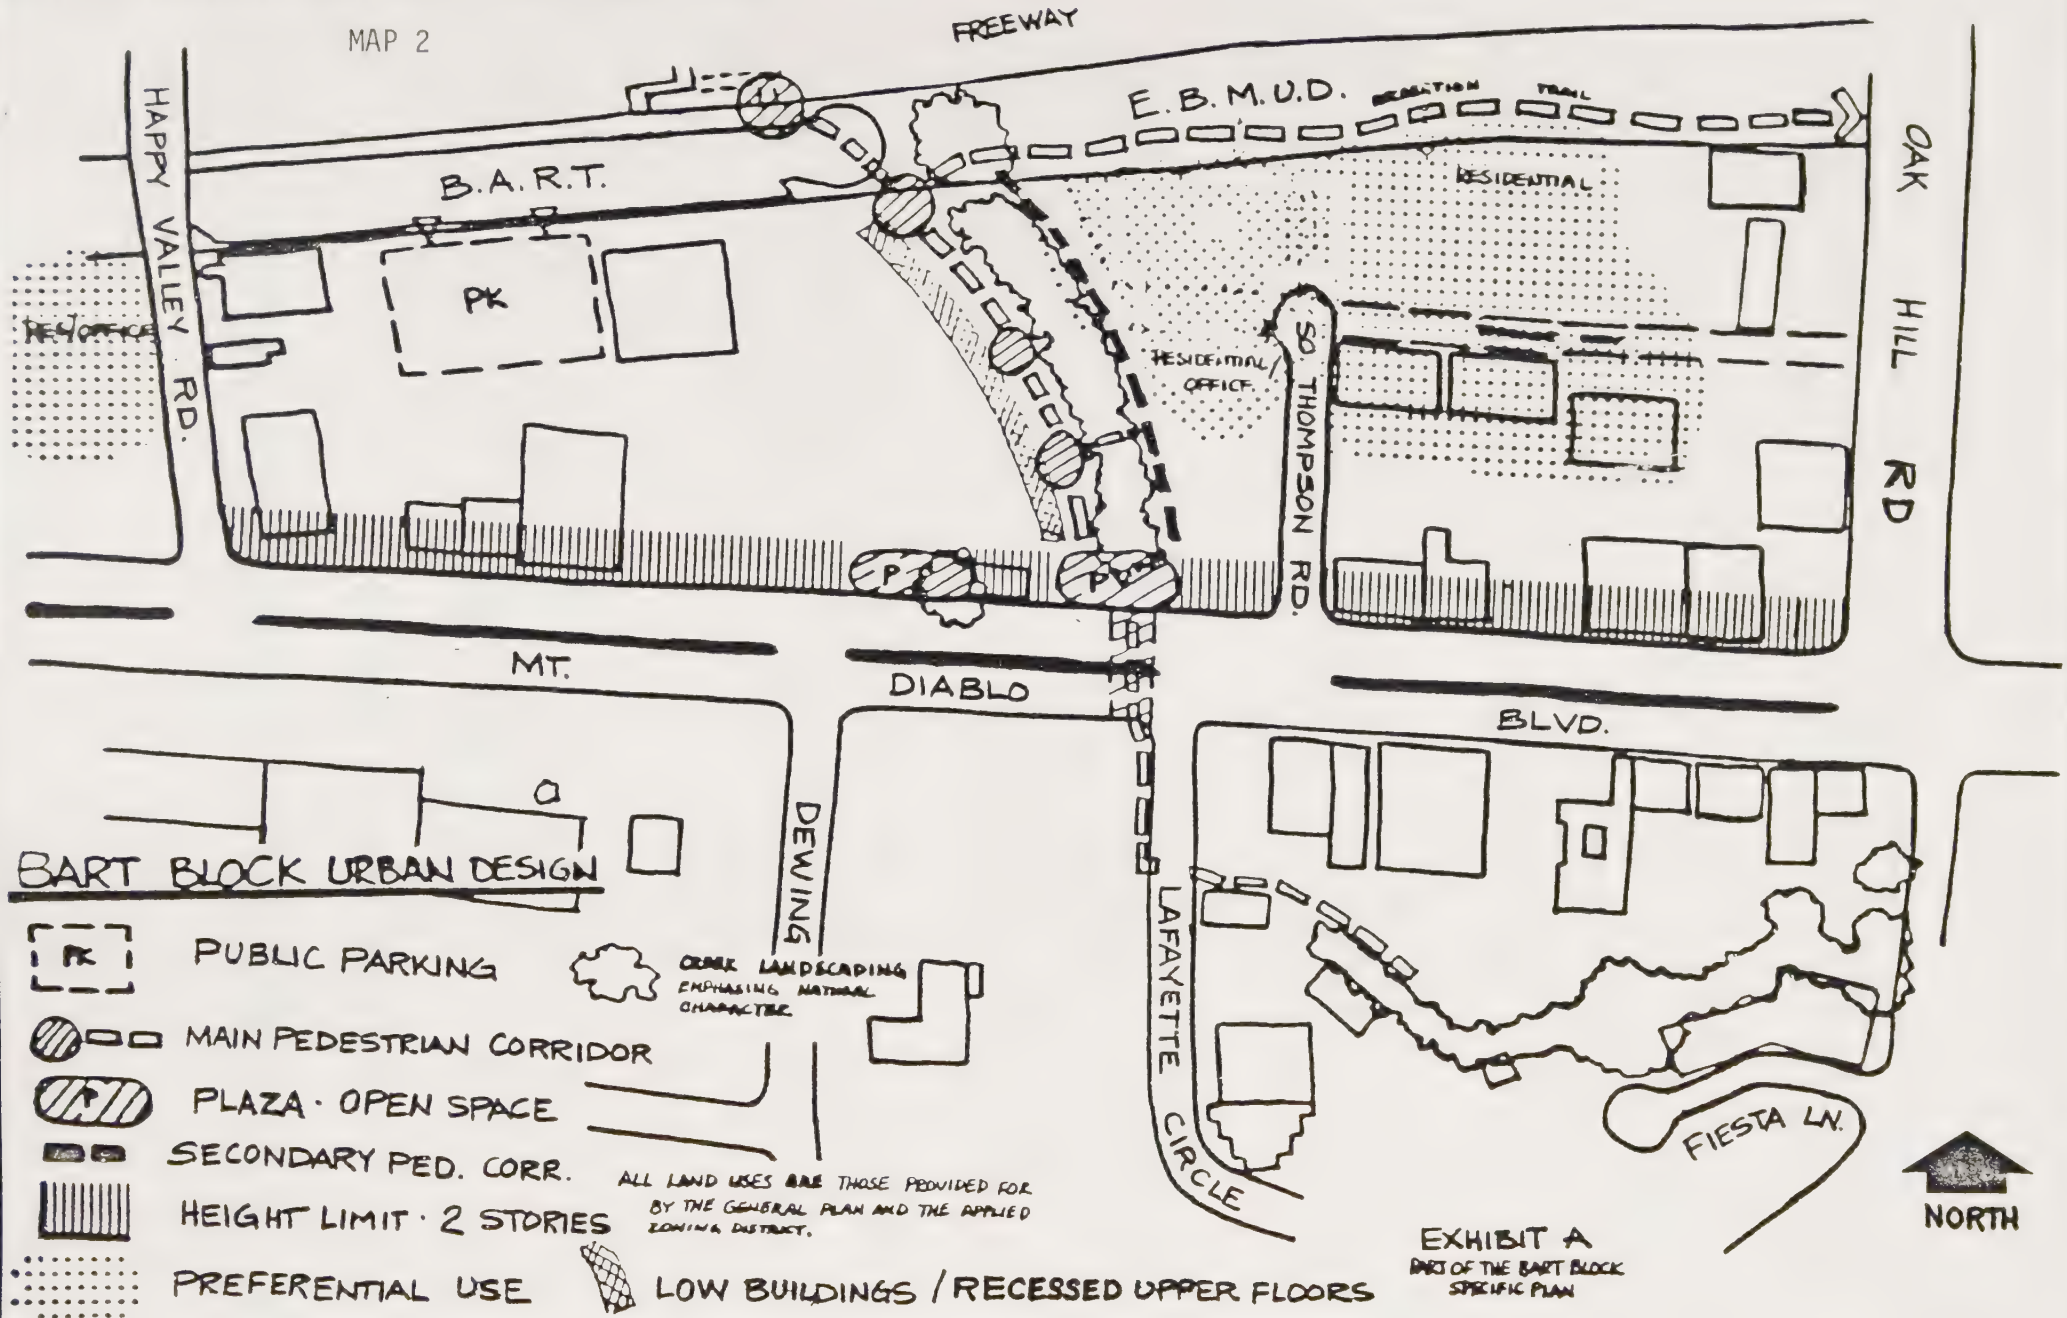 MAP 2
FREEWAY
HAPPY VALLEY RD.
B.A.R.T.
E.B.M.U.D.
TRAIL
OAK HILL RD
RESIDENTIAL
PK
RESIDENTIAL/
OFFICE.
SO THOMPSON RD.
P
P
MT.
DIABLO
BLVD.
DEWING
LAFAYETTE CIRCLE
FIESTA LN.
BART BLOCK URBAN DESIGN
PK
PUBLIC PARKING
CREEK LANDSCAPING
EMPHASING NATURAL
CHARACTER
MAIN PEDESTRIAN CORRIDOR
P
PLAZA · OPEN SPACE
SECONDARY PED. CORR.
HEIGHT LIMIT · 2 STORIES
ALL LAND USES ARE THOSE PROVIDED FOR
BY THE GENERAL PLAN AND THE APPLIED
ZONING DISTRICT.
PREFERENTIAL USE
LOW BUILDINGS / RECESSED UPPER FLOORS
EXHIBIT A
PART OF THE BART BLOCK
SPECIFIC PLAN
NORTH